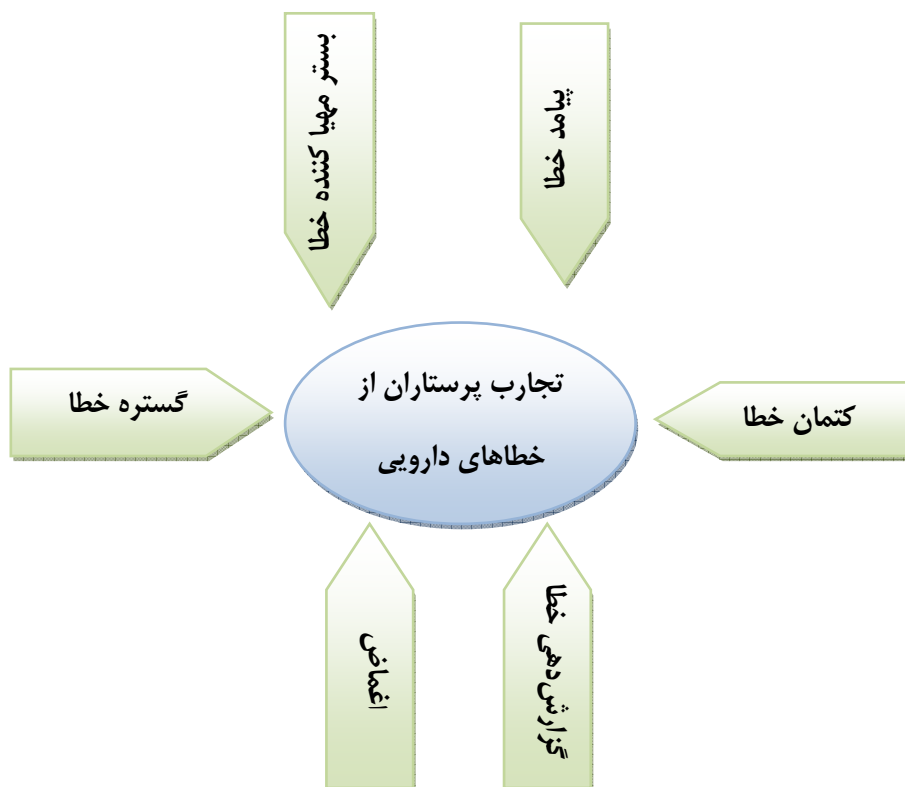 بستر مهیا کننده خطا
پیامد خطا
گستره خطا
تجارب پرستاران از
خطاهای دارویی
کتمان خطا
اغماض
گزارش‌دهی خطا